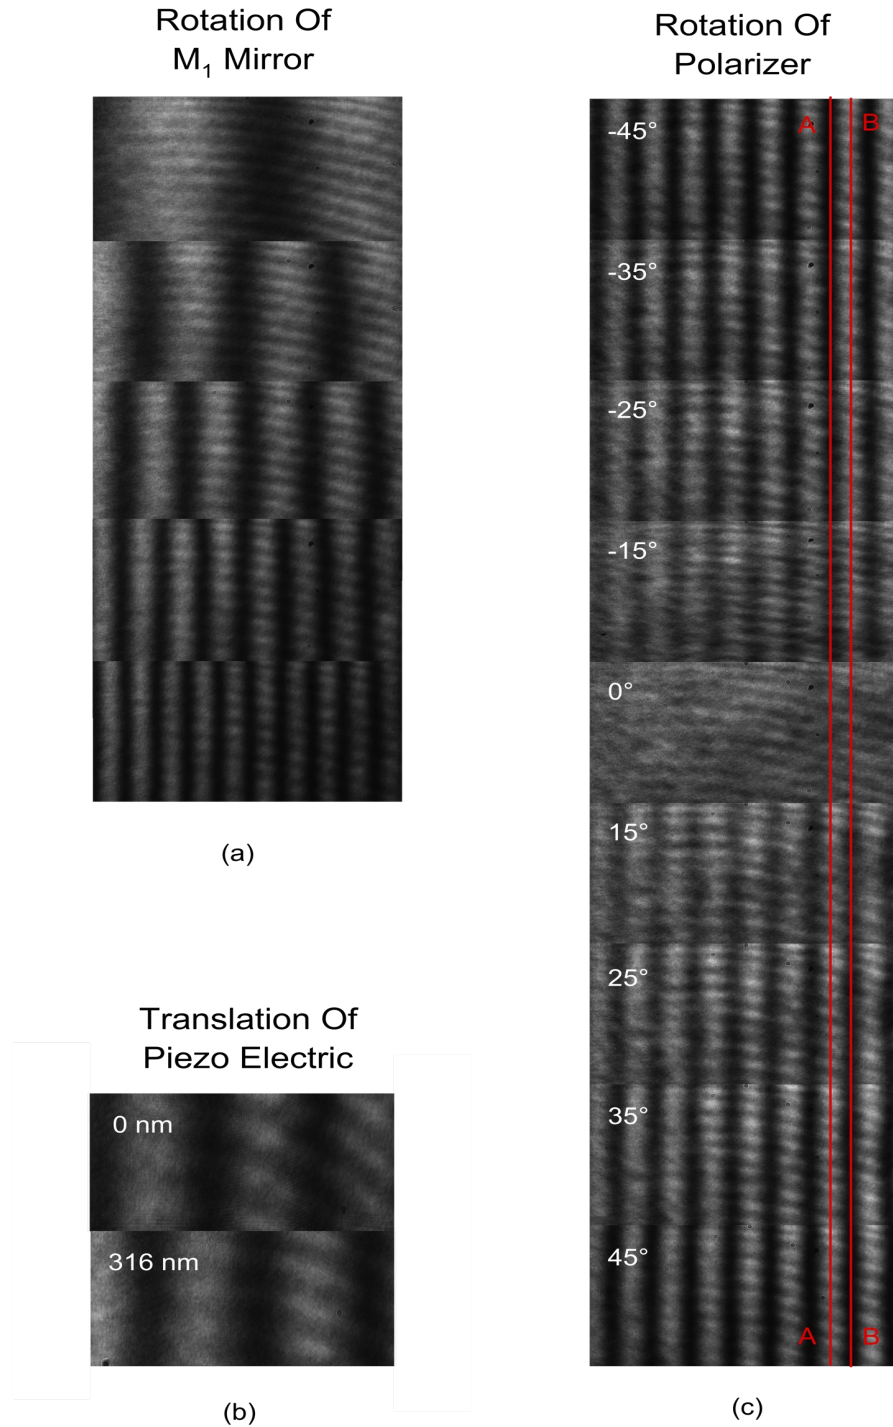 Rotation Of
M₁ Mirror
(a)
Translation Of
Piezo Electric
0 nm
316 nm
(b)
Rotation Of
Polarizer
A
B
-45°
-35°
-25°
-15°
0°
15°
25°
35°
45°
A
B
(c)